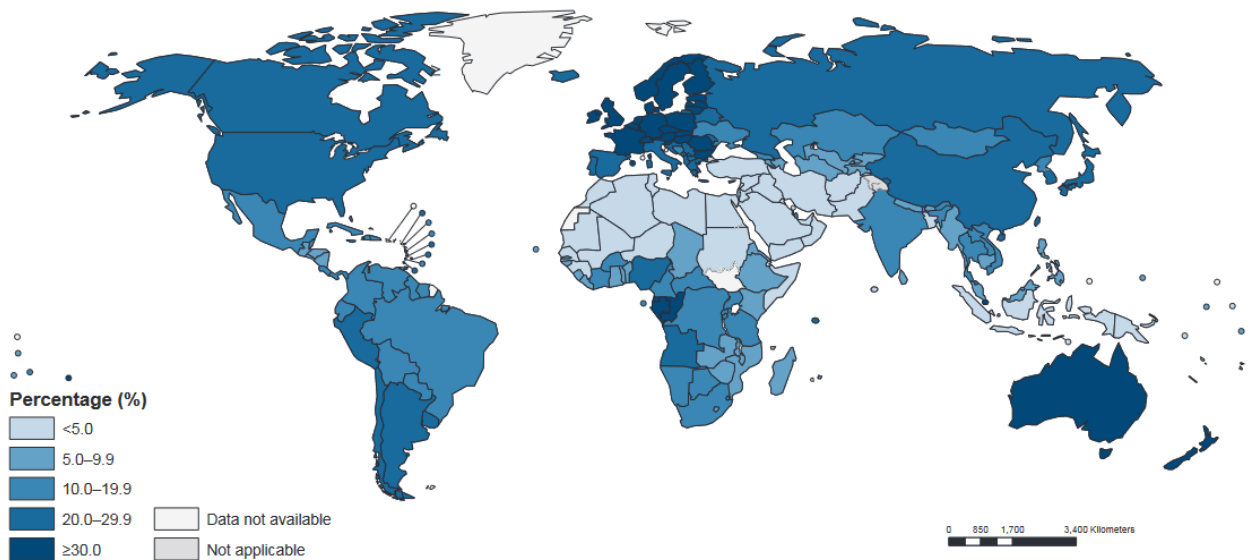 Percentage (%)
<5.0
5.0–9.9
10.0–19.9
20.0–29.9
≥30.0
Data not available
Not applicable
0 850 1,700 3,400 Kilometers